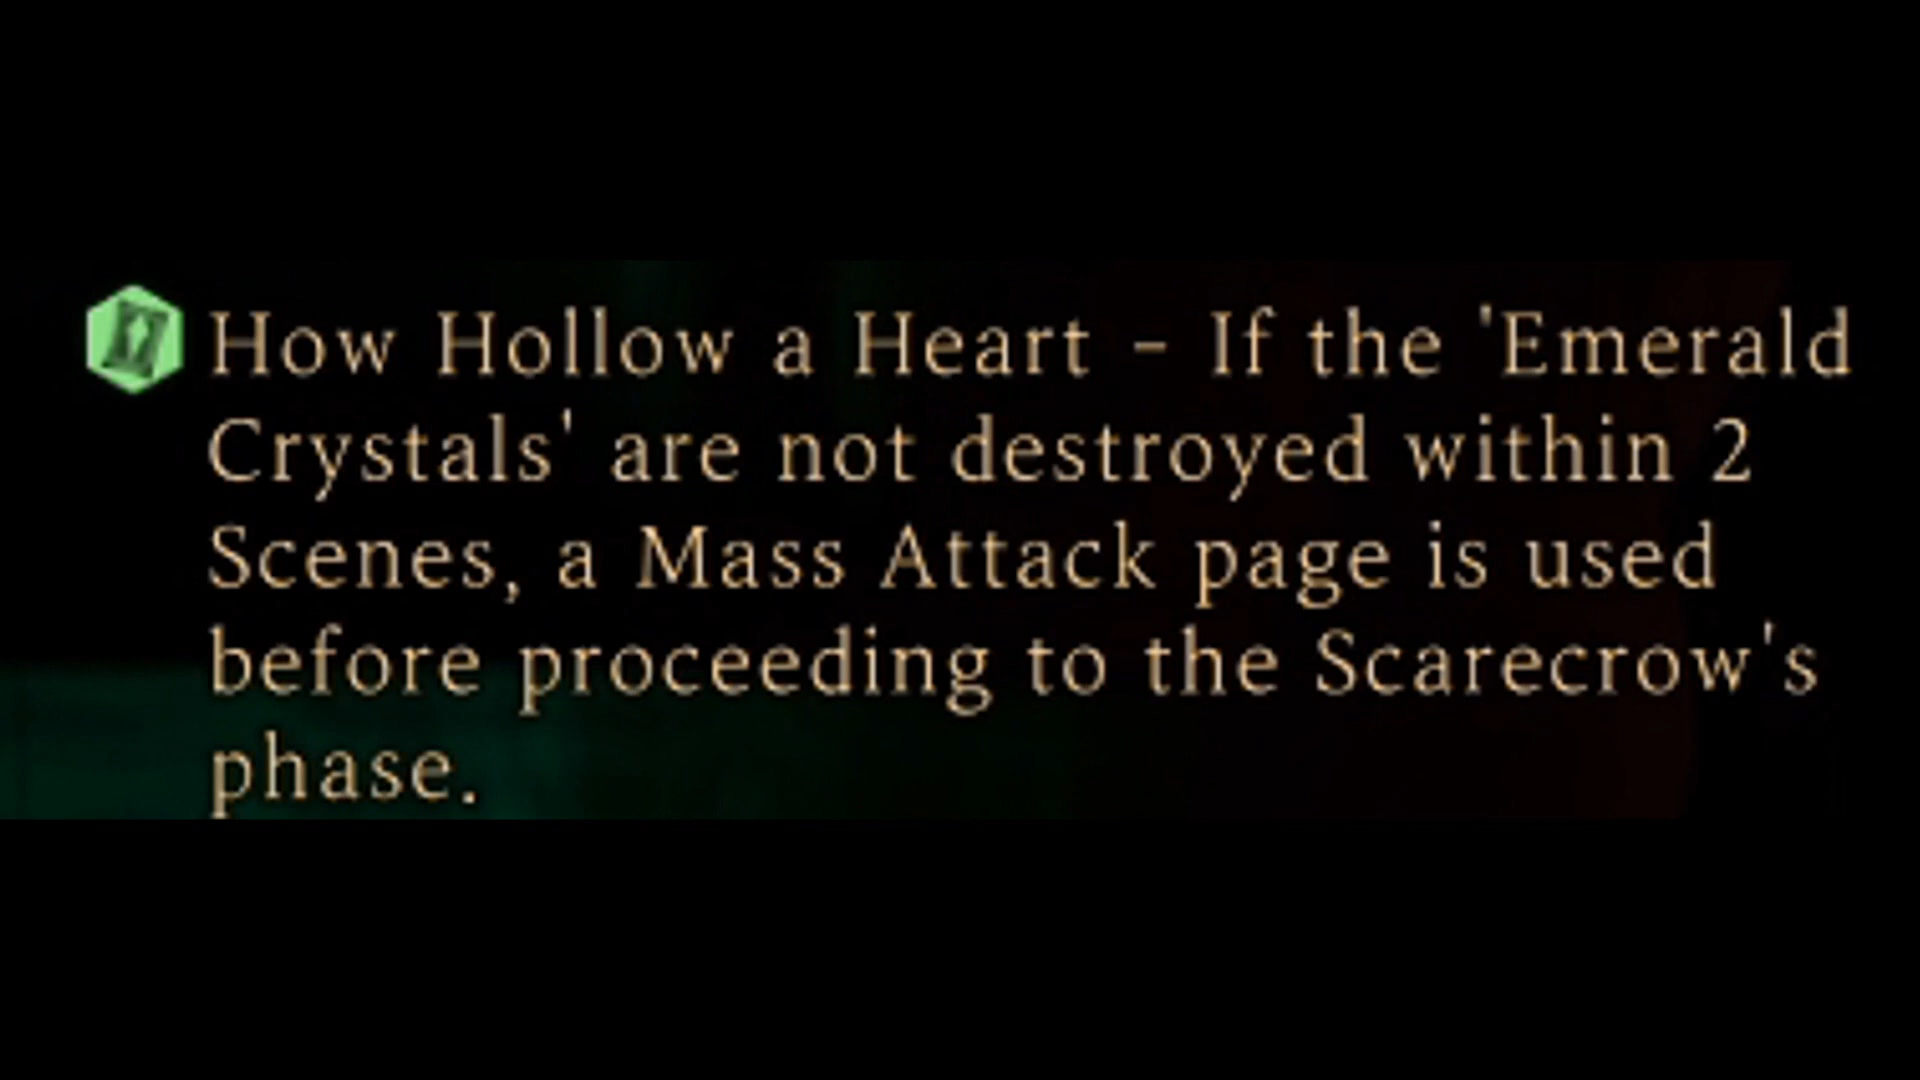 How Hollow a Heart - If the 'Emerald
Crystals' are not destroyed within 2
Scenes, a Mass Attack page is used
before proceeding to the Scarecrow's
phase.